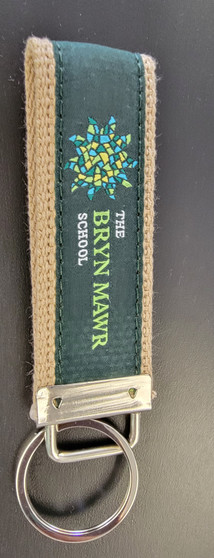 THE
BRYN MAWR
SCHOOL